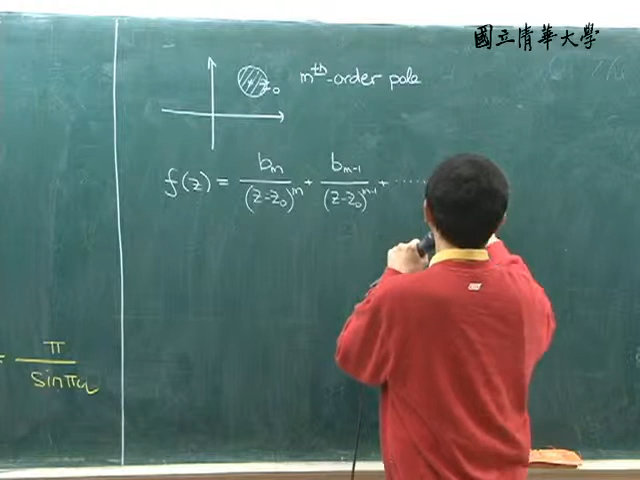 國立清華大學
z₀ mth-order pole
f(z) = bm/(z-z₀)^m + bm-1/(z-z₀)^m-1 + ......
= π/sinπa